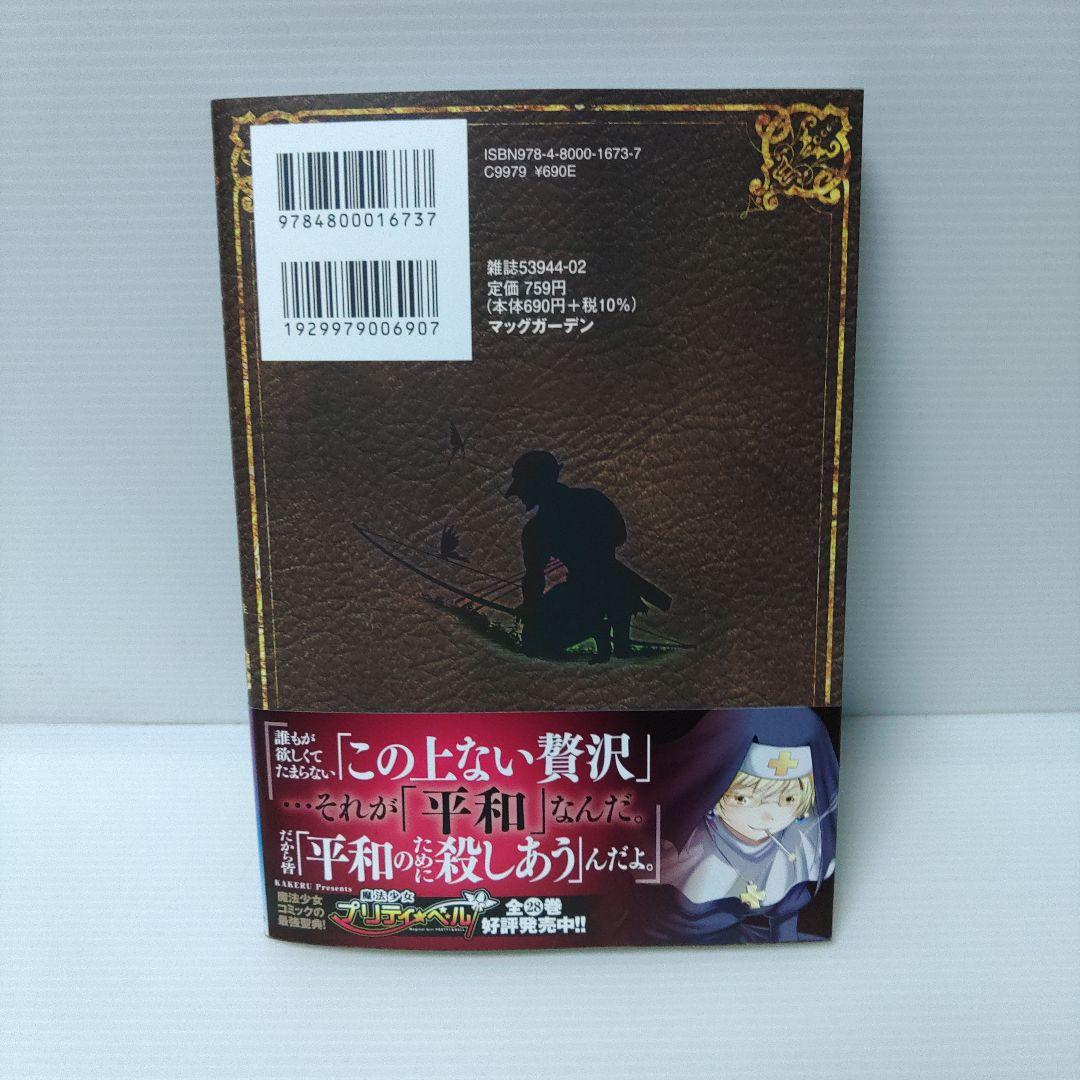 ISBN978-4-8000-1673-7
C9979 ¥690E
9784800016737
雑誌53944-02
定価 759円
(本体690円+税10%)
マッグガーデン
1929979006907
「誰もが欲しくてたまらない「この上ない贅沢」
…それが「平和」なんだ。
だから皆「平和のために殺しあう」んだよ。」
KAKERU Presents
魔法少女
コミックの
最強聖典!
魔法少女
プリティ☆ベル
Magical Girl PRETTY☆BELL
全28巻
好評発売中!!